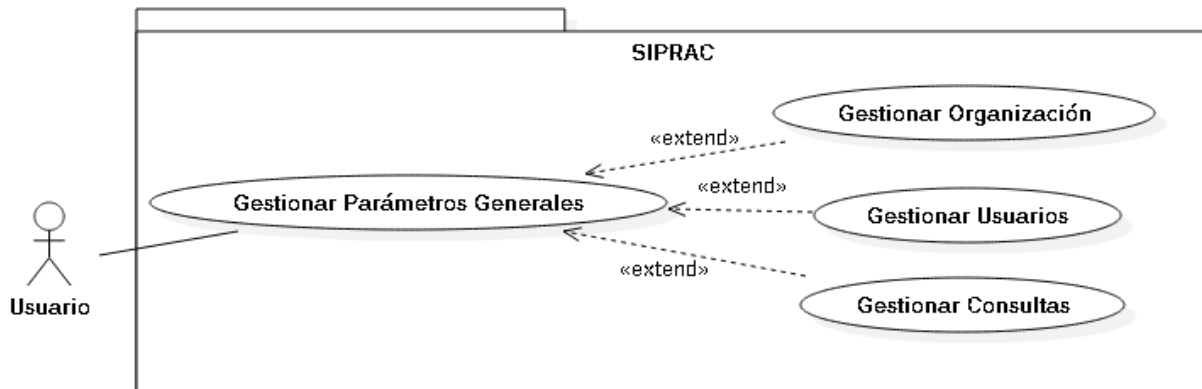 SIPRAC
Gestionar Organización
«extend»
Gestionar Parámetros Generales
«extend»
Gestionar Usuarios
«extend»
Gestionar Consultas
Usuario